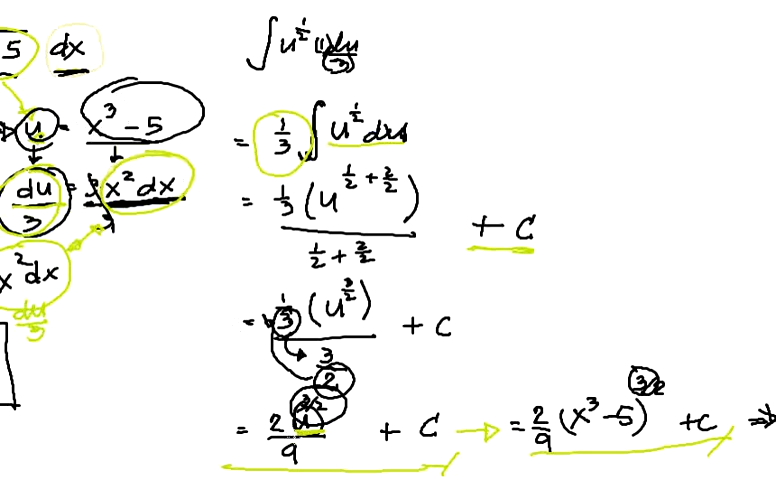 5 dx
u = x³ - 5
du/3 = x² dx
x² dx
du/3
∫ u^(1/2) du/(3)
= 1/3 ∫ u^(1/2) du
= 1/3 (u^(1/2 + 2/2)) / (1/2 + 2/2) + C
= 1/3 (u^(3/2)) / (3/2) + C
= 2 u^(3/2) / 9 + C → = 2/9 (x³ - 5)^(3/2) + C ⇒